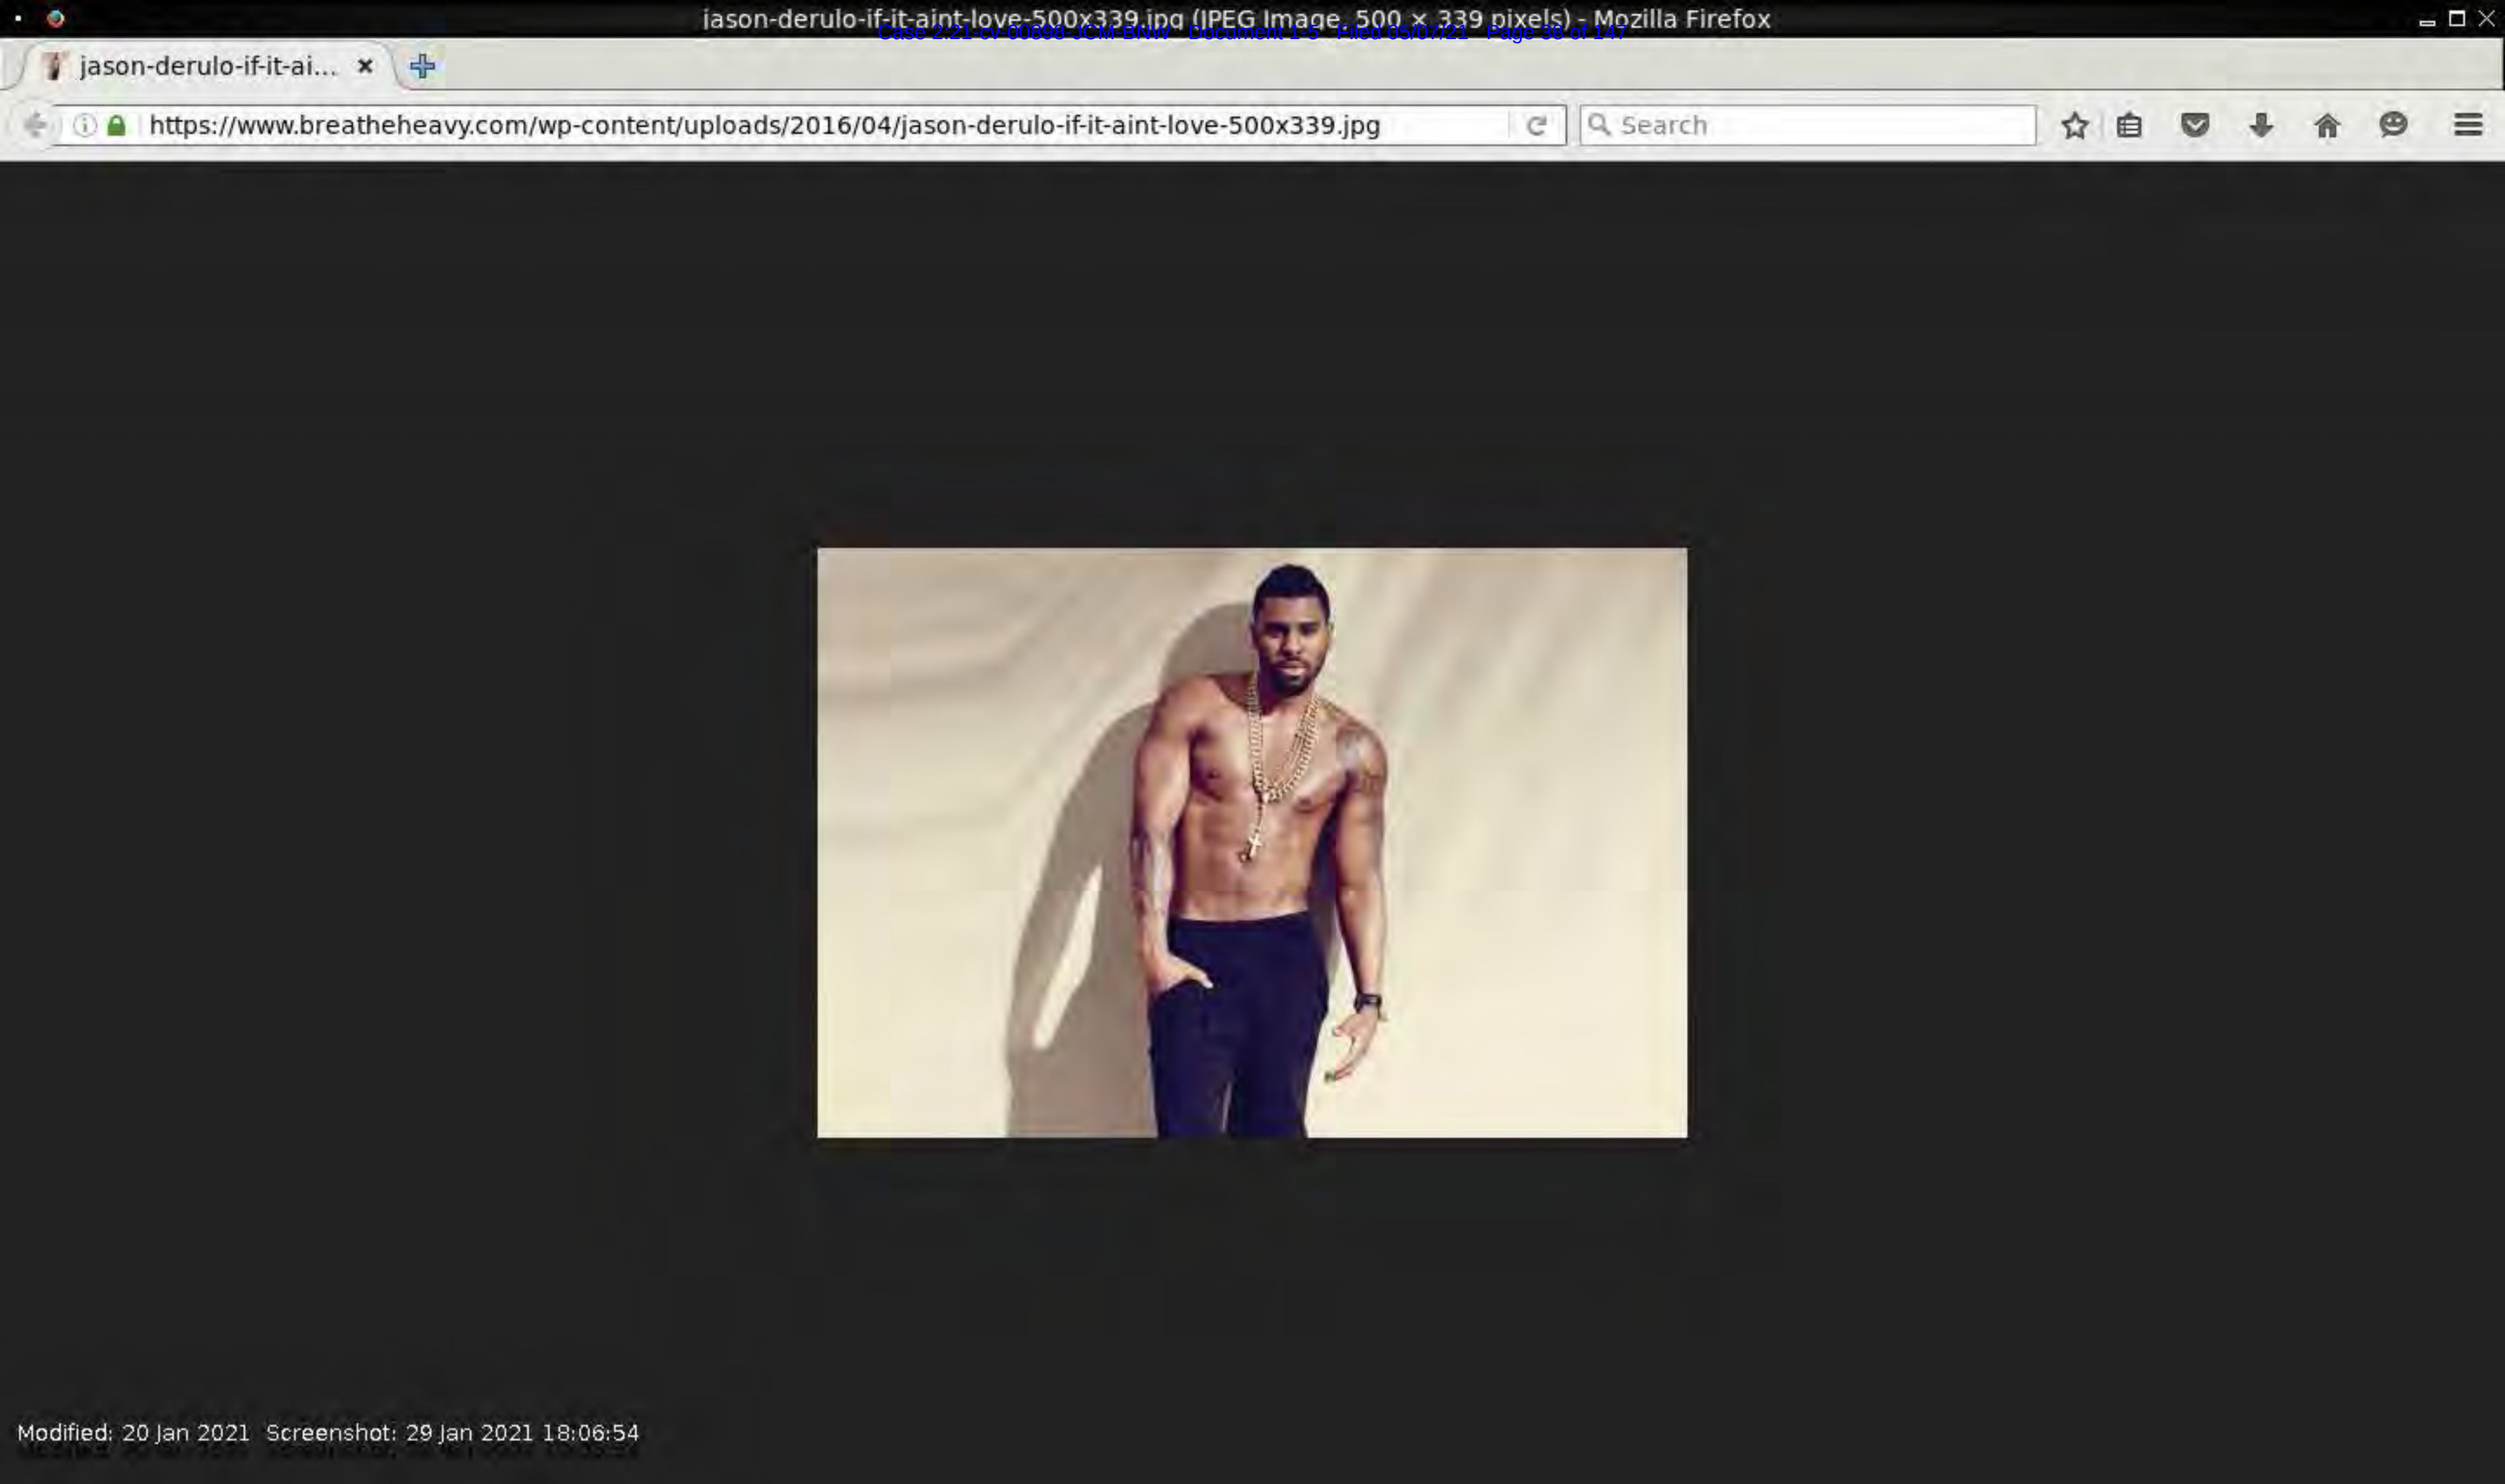 jason-derulo-if-it-aint-love-500x339.jpg (JPEG Image, 500 × 339 pixels) - Mozilla Firefox
Case 2:21-cv-00898-JCM-BNW Document 1-5 Filed 05/07/21 Page 38 of 147
jason-derulo-if-it-ai...
https://www.breatheheavy.com/wp-content/uploads/2016/04/jason-derulo-if-it-aint-love-500x339.jpg
Search
Modified: 20 Jan 2021 Screenshot: 29 Jan 2021 18:06:54